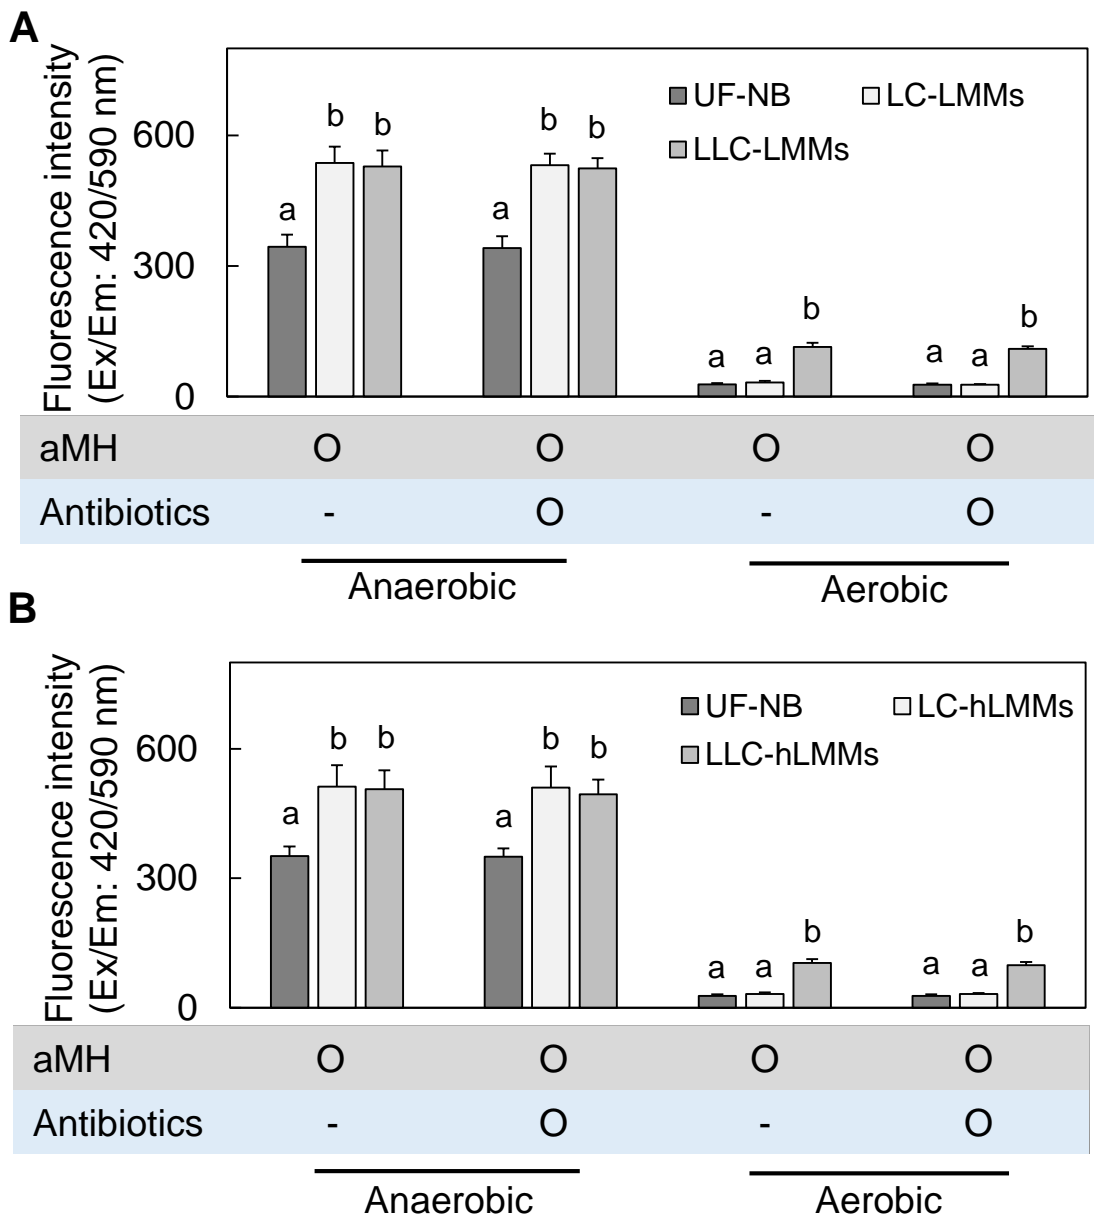 A
Fluorescence intensity
(Ex/Em: 420/590 nm)
600
300
0
UF-NB LC-LMMs
LLC-LMMs
a b b a b b a a b a a b
aMH O O O O
Antibiotics - O - O
Anaerobic Aerobic
B
Fluorescence intensity
(Ex/Em: 420/590 nm)
600
300
0
UF-NB LC-hLMMs
LLC-hLMMs
a b b a b b a a b a a b
aMH O O O O
Antibiotics - O - O
Anaerobic Aerobic